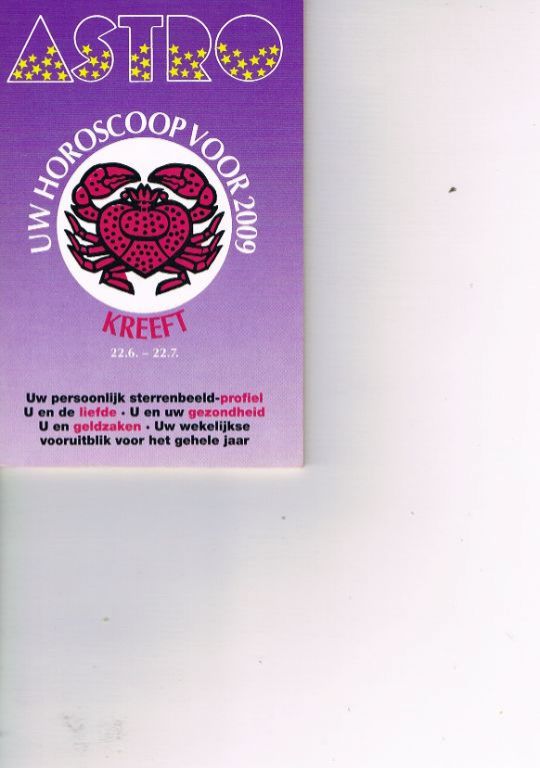 ASTRO
UW HOROSCOOP VOOR 2009
KREEFT
22.6. – 22.7.
Uw persoonlijk sterrenbeeld-profiel
U en de liefde · U en uw gezondheid
U en geldzaken · Uw wekelijkse
vooruitblik voor het gehele jaar